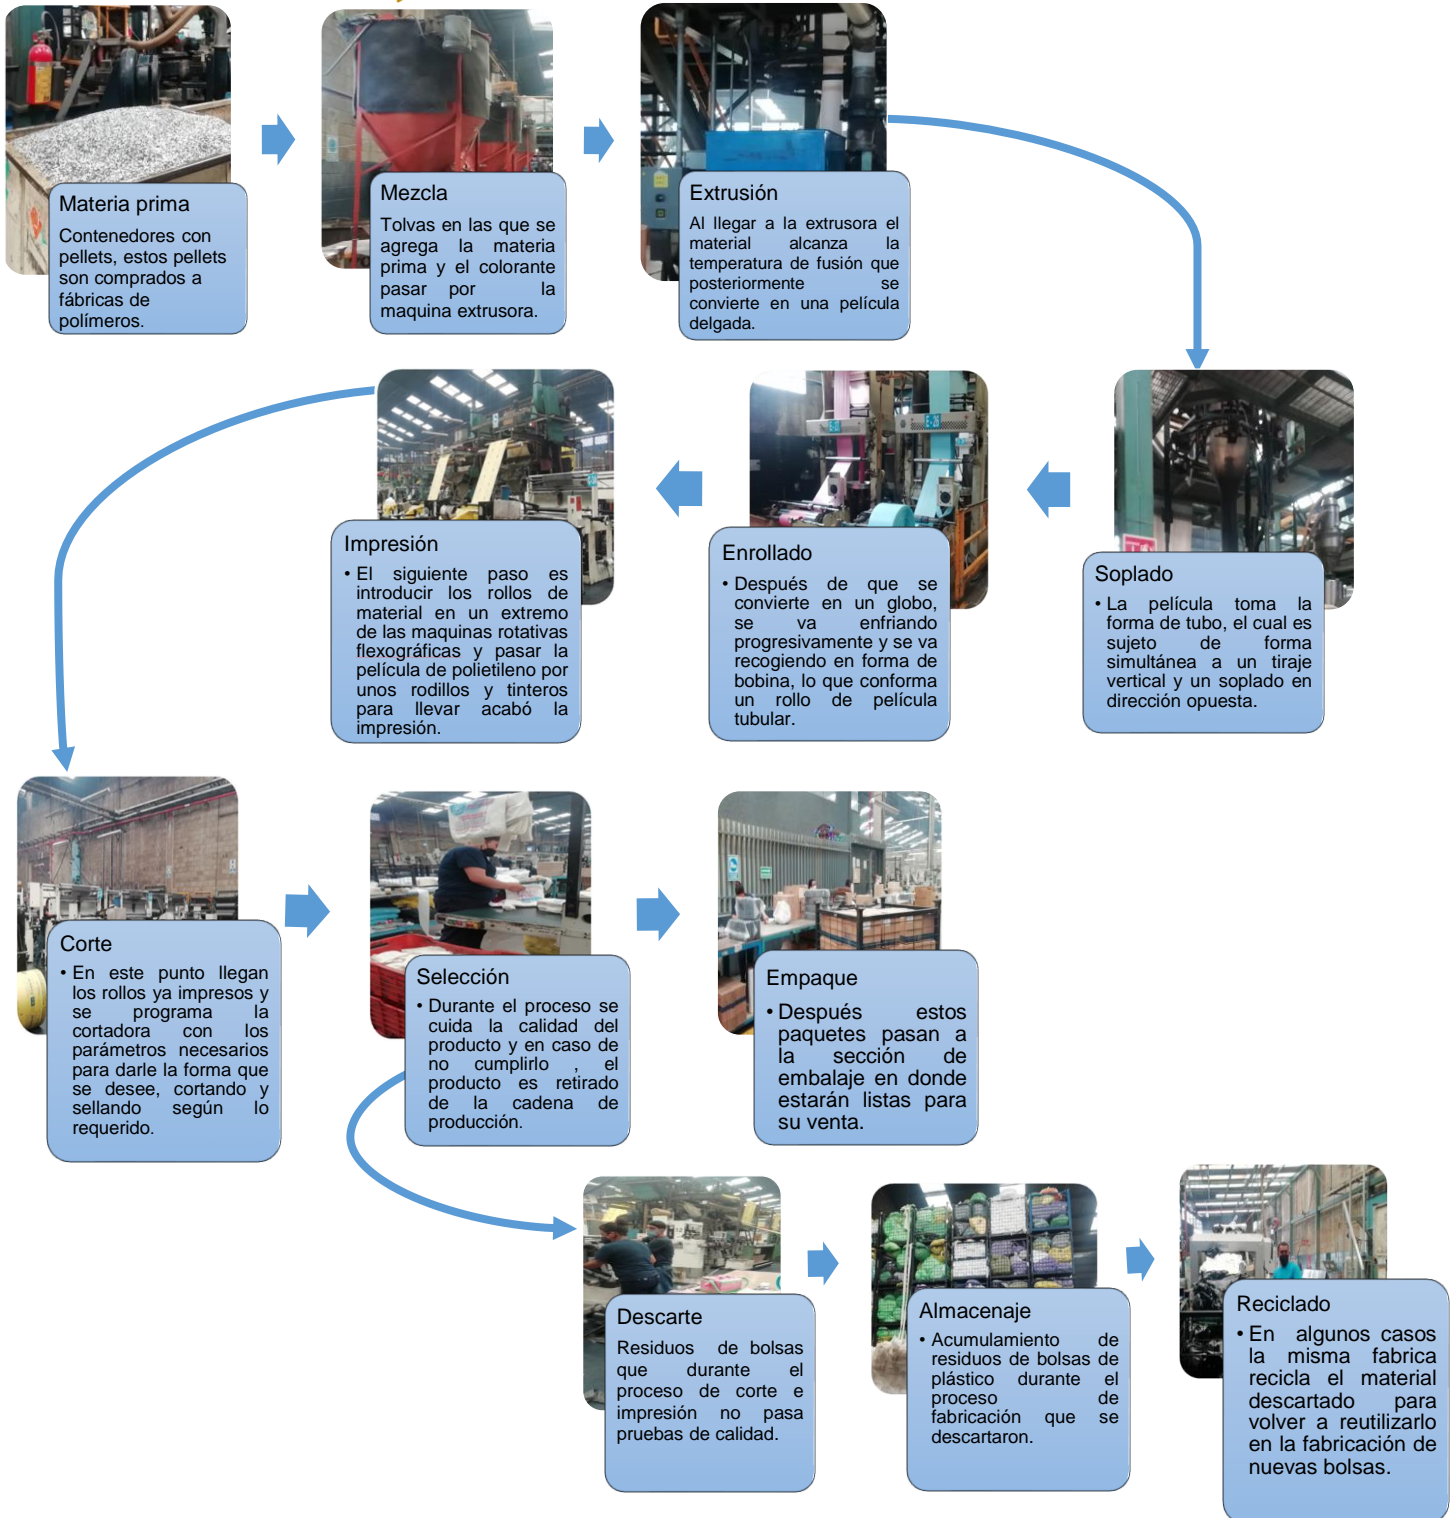 Materia prima
Contenedores con
pellets, estos pellets
son comprados a
fábricas de
polímeros.
Mezcla
Tolvas en las que se
agrega la materia
prima y el colorante
pasar por la
maquina extrusora.
Extrusión
Al llegar a la extrusora el
material alcanza la
temperatura de fusión que
posteriormente se
convierte en una película
delgada.
Soplado
• La película toma la
forma de tubo, el cual es
sujeto de forma
simultánea a un tiraje
vertical y un soplado en
dirección opuesta.
Enrollado
• Después de que se
convierte en un globo,
se va enfriando
progresivamente y se va
recogiendo en forma de
bobina, lo que conforma
un rollo de película
tubular.
Impresión
• El siguiente paso es
introducir los rollos de
material en un extremo
de las maquinas rotativas
flexográficas y pasar la
película de polietileno por
unos rodillos y tinteros
para llevar acabó la
impresión.
Corte
• En este punto llegan
los rollos ya impresos y
se programa la
cortadora con los
parámetros necesarios
para darle la forma que
se desee, cortando y
sellando según lo
requerido.
Selección
• Durante el proceso se
cuida la calidad del
producto y en caso de
no cumplirlo , el
producto es retirado
de la cadena de
producción.
Empaque
• Después estos
paquetes pasan a
la sección de
embalaje en donde
estarán listas para
su venta.
Descarte
Residuos de bolsas
que durante el
proceso de corte e
impresión no pasa
pruebas de calidad.
Almacenaje
• Acumulamiento de
residuos de bolsas de
plástico durante el
proceso de
fabricación que se
descartaron.
Reciclado
• En algunos casos
la misma fabrica
recicla el material
descartado para
volver a reutilizarlo
en la fabricación de
nuevas bolsas.